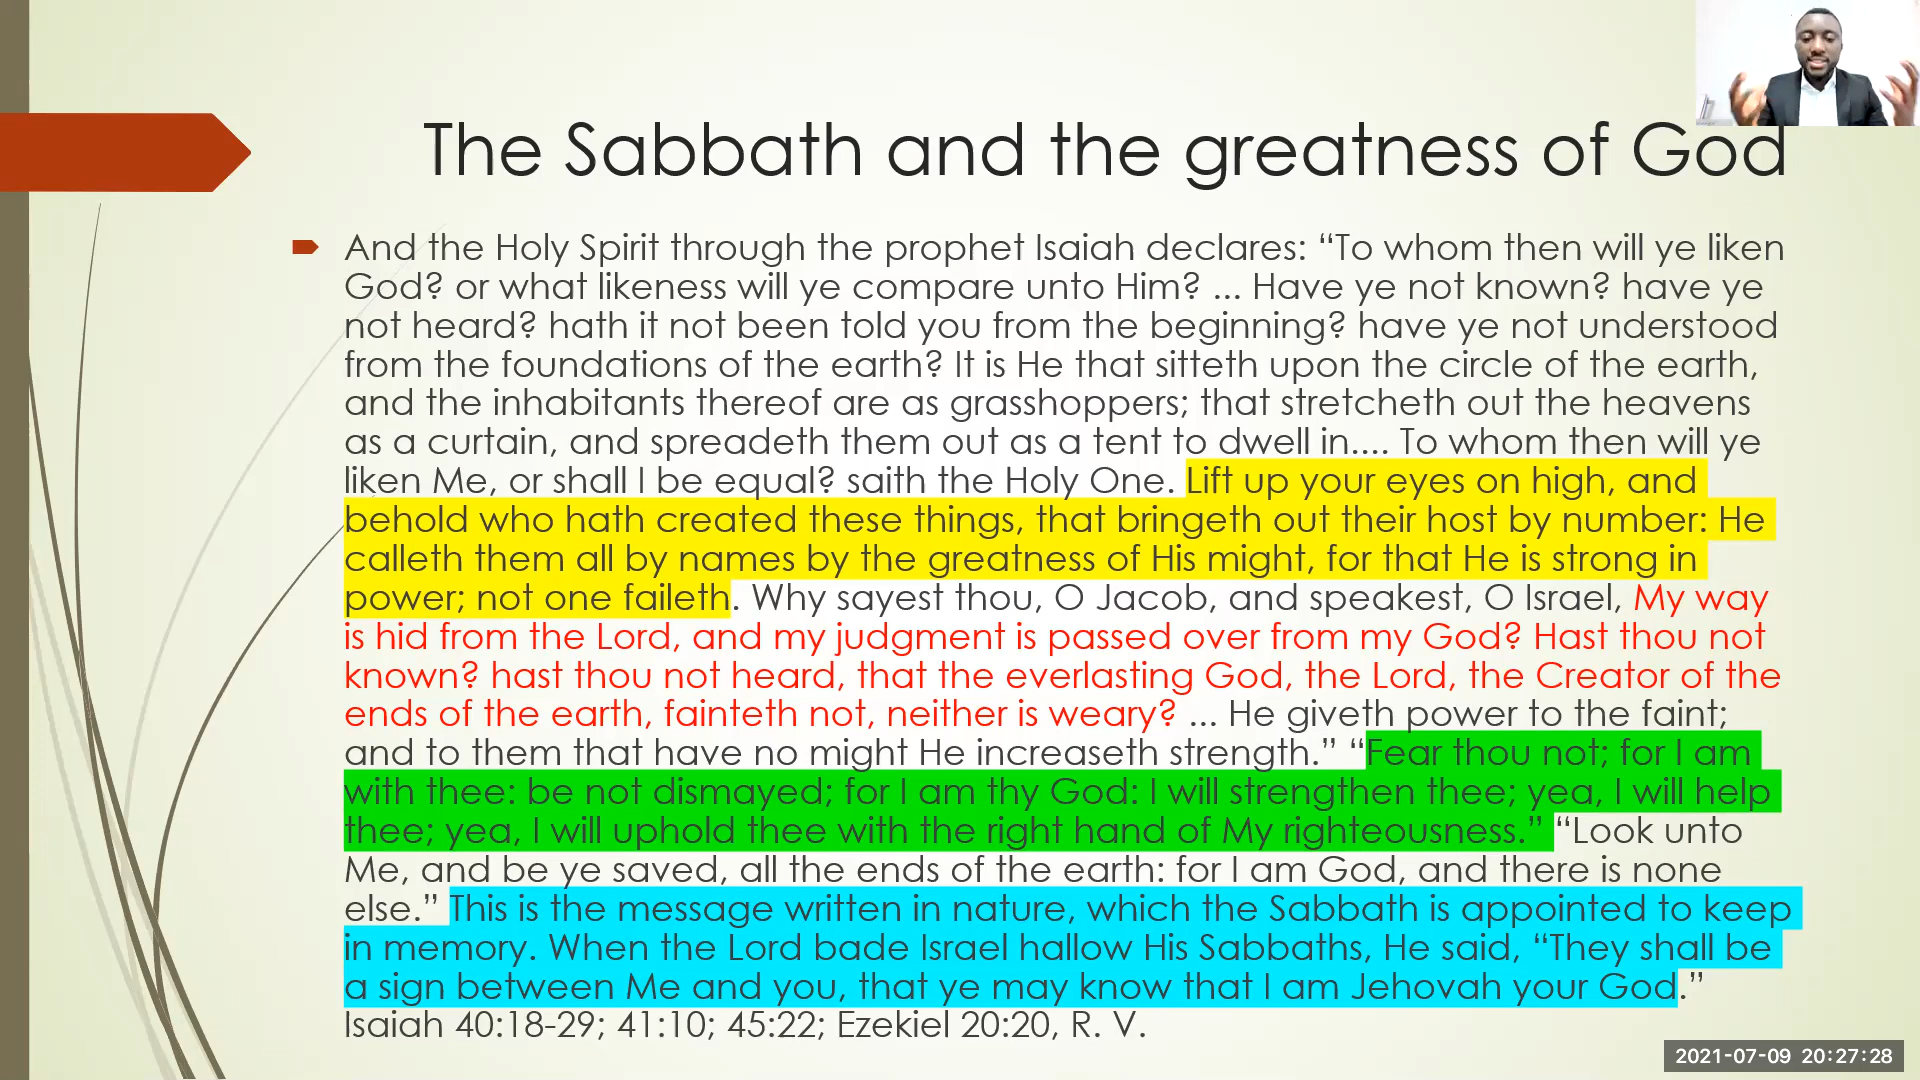 The Sabbath and the greatness of God
And the Holy Spirit through the prophet Isaiah declares: “To whom then will ye liken
God? or what likeness will ye compare unto Him? ... Have ye not known? have ye
not heard? hath it not been told you from the beginning? have ye not understood
from the foundations of the earth? It is He that sitteth upon the circle of the earth,
and the inhabitants thereof are as grasshoppers; that stretcheth out the heavens
as a curtain, and spreadeth them out as a tent to dwell in.... To whom then will ye
liken Me, or shall I be equal? saith the Holy One. Lift up your eyes on high, and
behold who hath created these things, that bringeth out their host by number: He
calleth them all by names by the greatness of His might, for that He is strong in
power; not one faileth. Why sayest thou, O Jacob, and speakest, O Israel, My way
is hid from the Lord, and my judgment is passed over from my God? Hast thou not
known? hast thou not heard, that the everlasting God, the Lord, the Creator of the
ends of the earth, fainteth not, neither is weary? ... He giveth power to the faint;
and to them that have no might He increaseth strength.” “Fear thou not; for I am
with thee: be not dismayed; for I am thy God: I will strengthen thee; yea, I will help
thee; yea, I will uphold thee with the right hand of My righteousness.” “Look unto
Me, and be ye saved, all the ends of the earth: for I am God, and there is none
else.” This is the message written in nature, which the Sabbath is appointed to keep
in memory. When the Lord bade Israel hallow His Sabbaths, He said, “They shall be
a sign between Me and you, that ye may know that I am Jehovah your God.”
Isaiah 40:18-29; 41:10; 45:22; Ezekiel 20:20, R. V.
2021-07-09 20:27:28